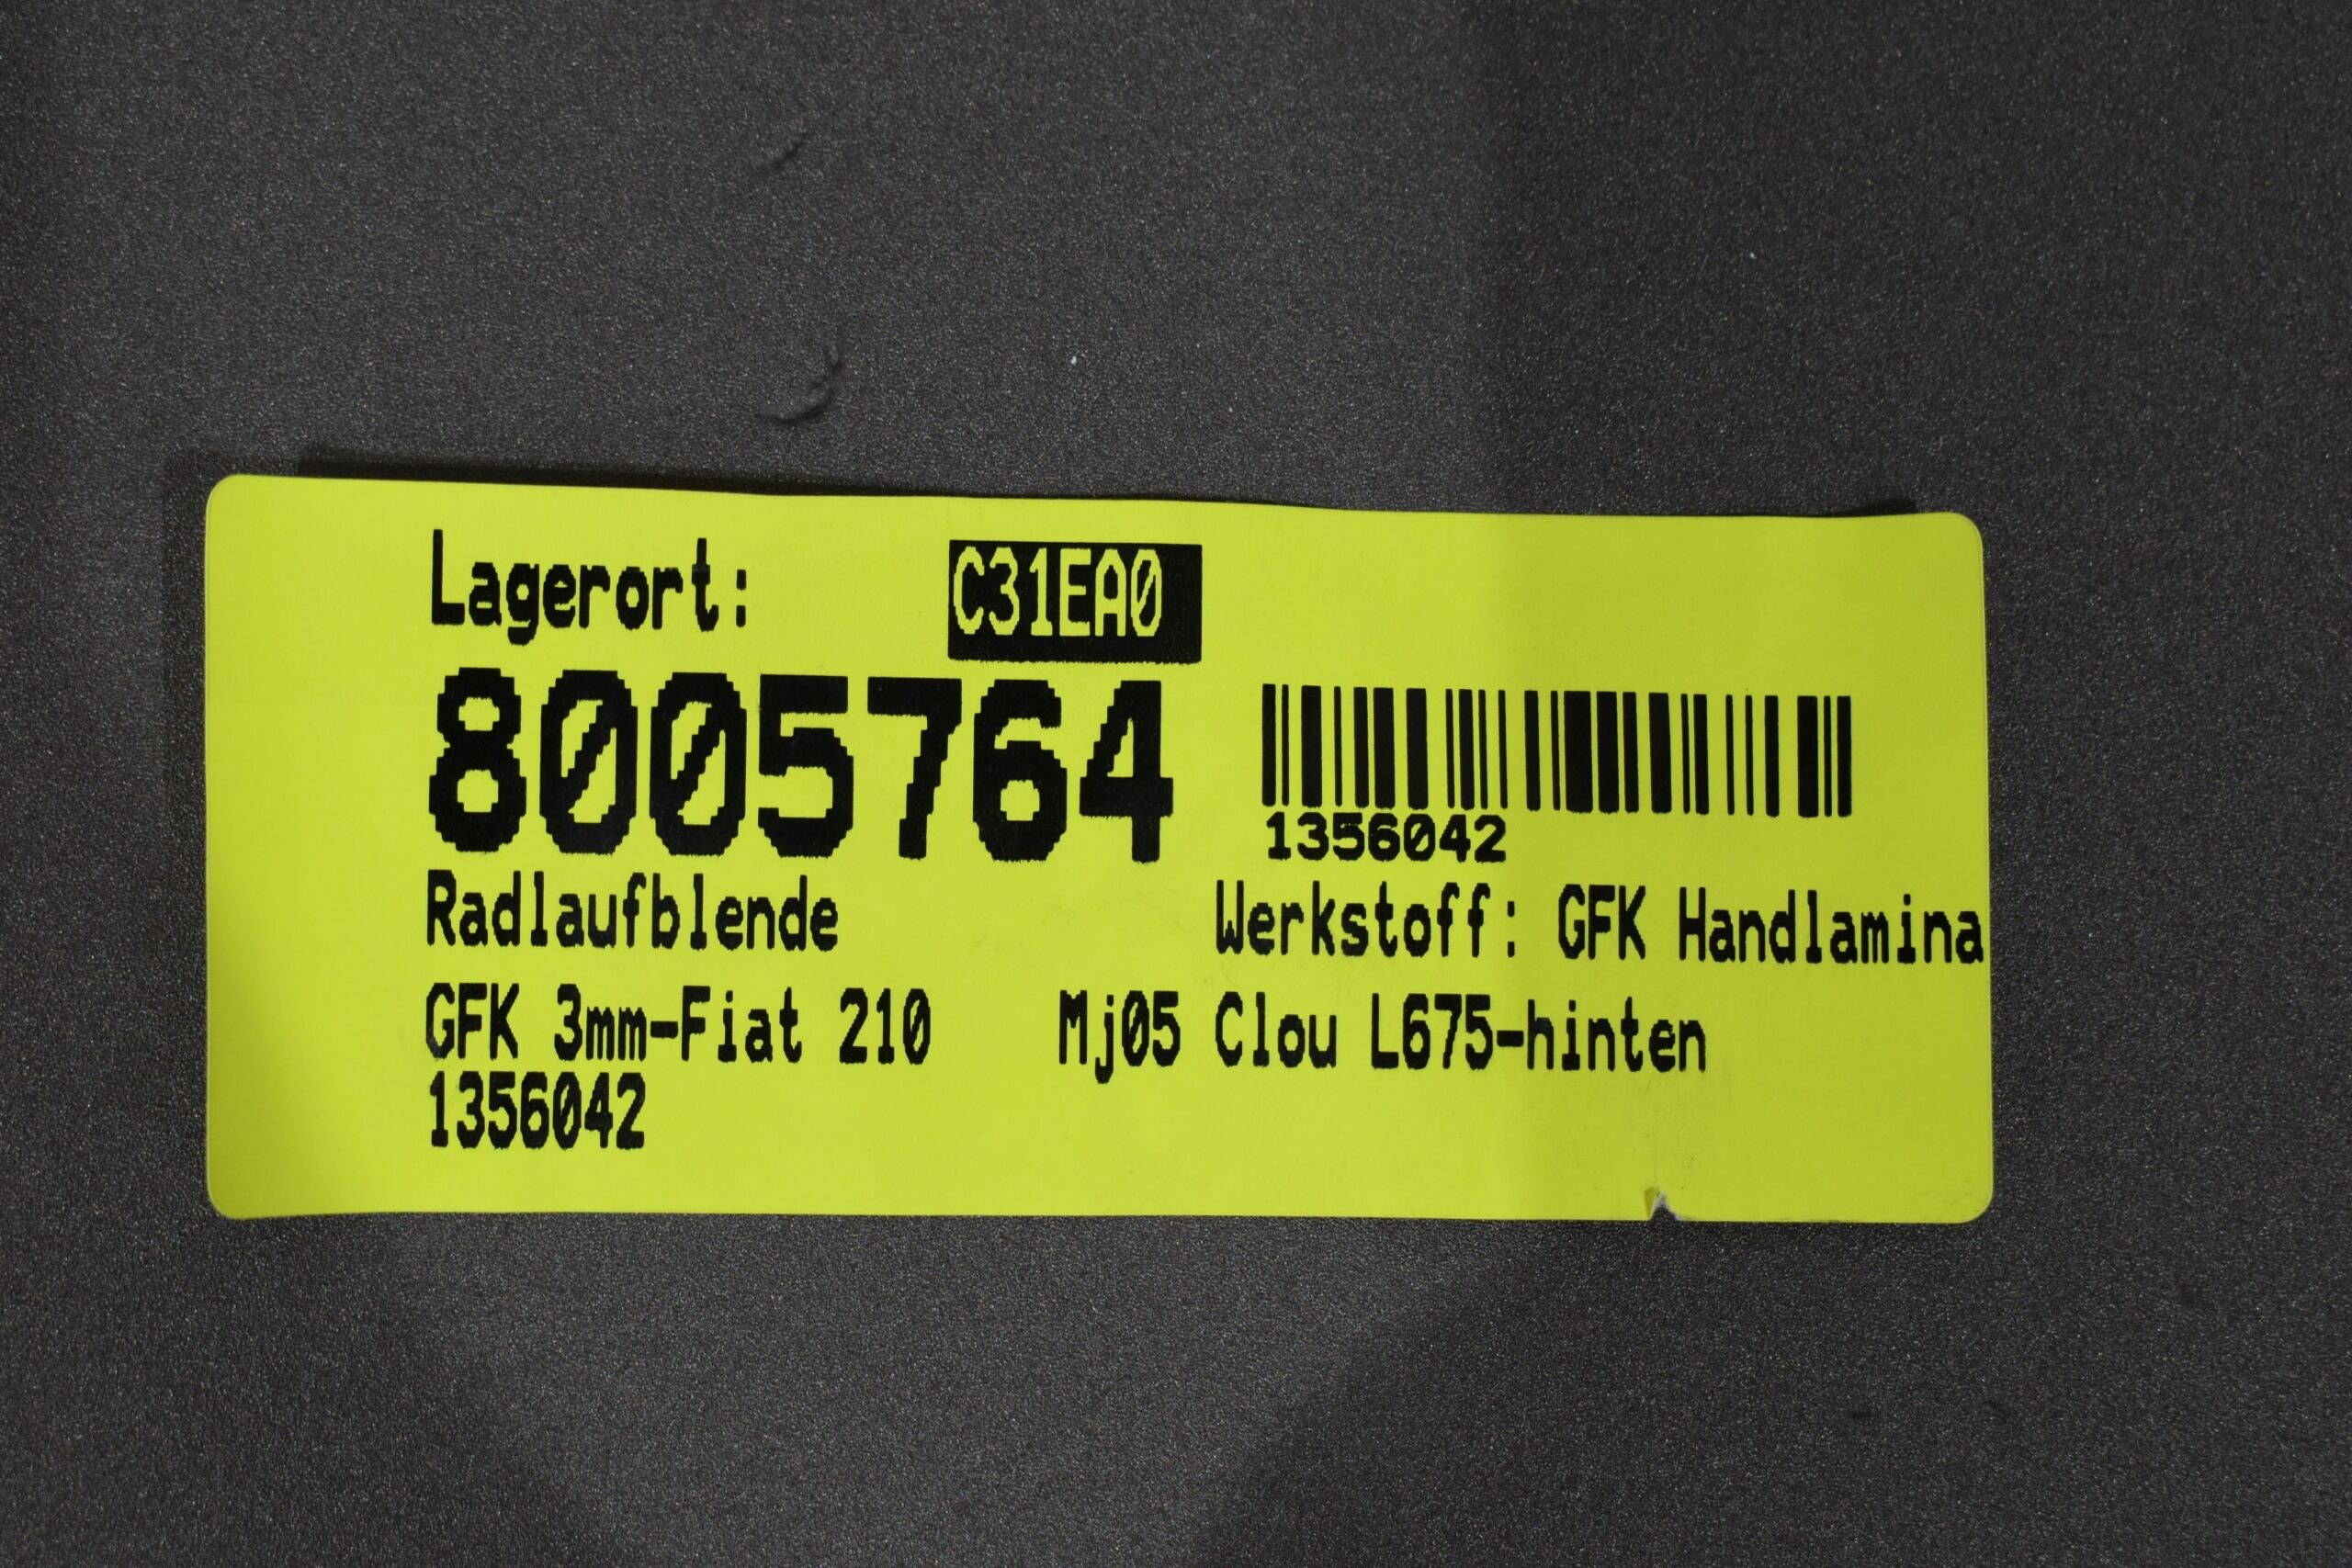 Lagerort: C31EA0
8005764
1356042
Radlaufblende Werkstoff: GFK Handlamina
GFK 3mm-Fiat 210 Mj05 Clou L675-hinten
1356042